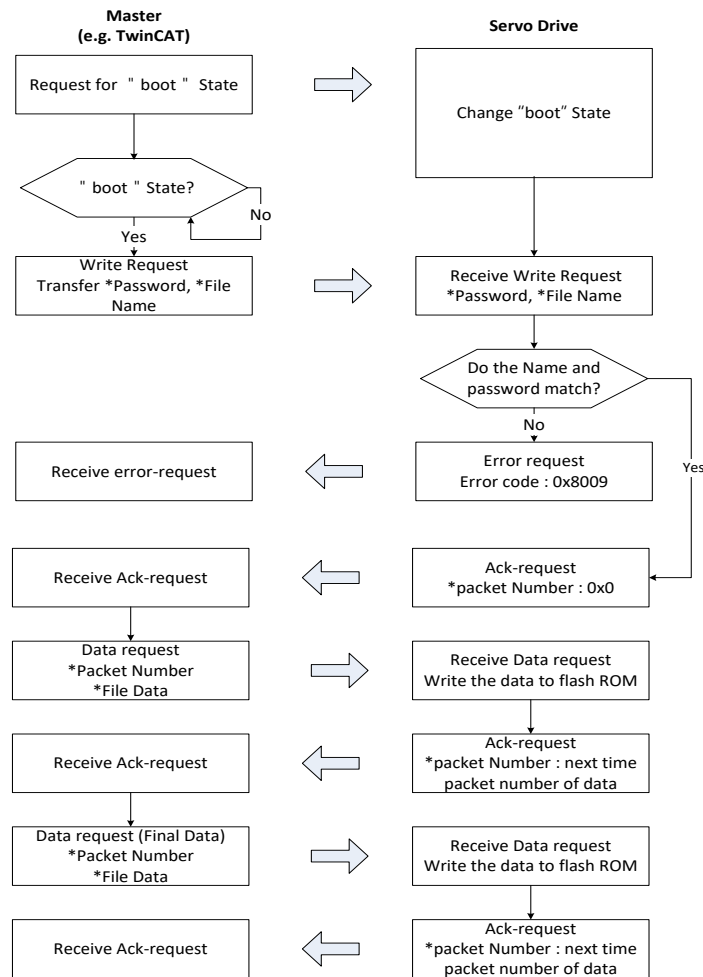 Master
(e.g. TwinCAT)
Servo Drive
Request for " boot " State
Change "boot" State
" boot " State?
No
Yes
Write Request
Transfer *Password, *File
Name
Receive Write Request
*Password, *File Name
Do the Name and
password match?
No
Yes
Receive error-request
Error request
Error code : 0x8009
Receive Ack-request
Ack-request
*packet Number : 0x0
Data request
*Packet Number
*File Data
Receive Data request
Write the data to flash ROM
Receive Ack-request
Ack-request
*packet Number : next time
packet number of data
Data request (Final Data)
*Packet Number
*File Data
Receive Data request
Write the data to flash ROM
Receive Ack-request
Ack-request
*packet Number : next time
packet number of data